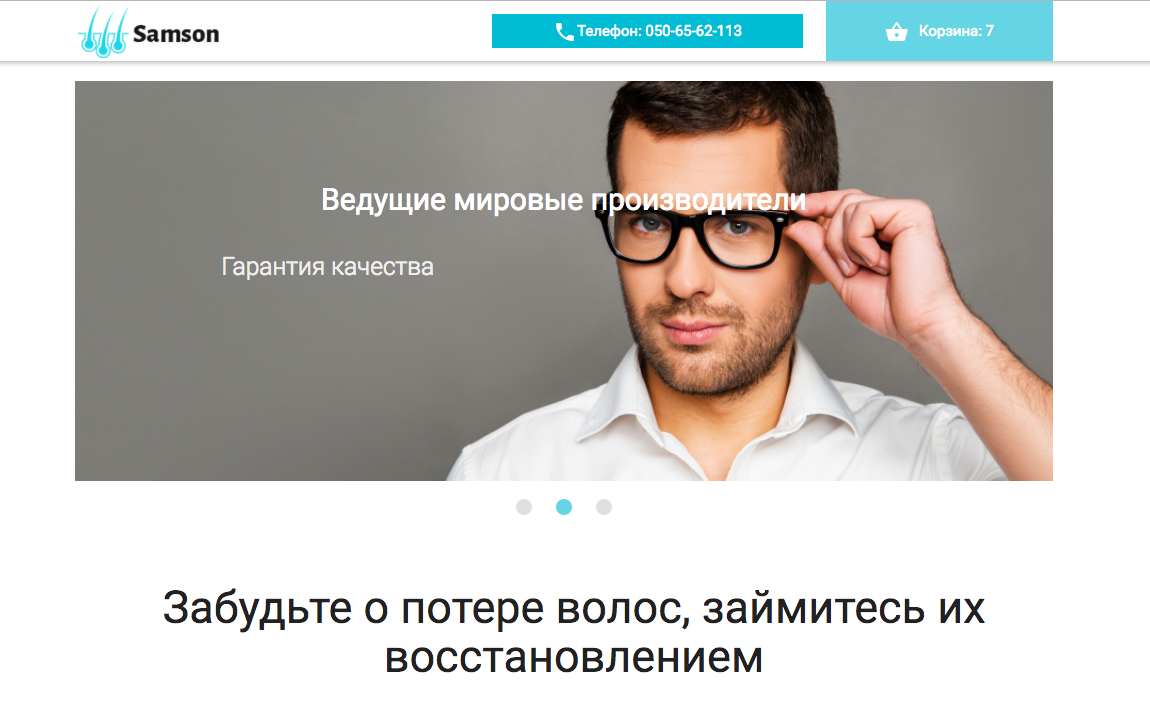 Samson
Телефон: 050-65-62-113
Корзина: 7
Ведущие мировые производители
Гарантия качества
Забудьте о потере волос, займитесь их
восстановлением